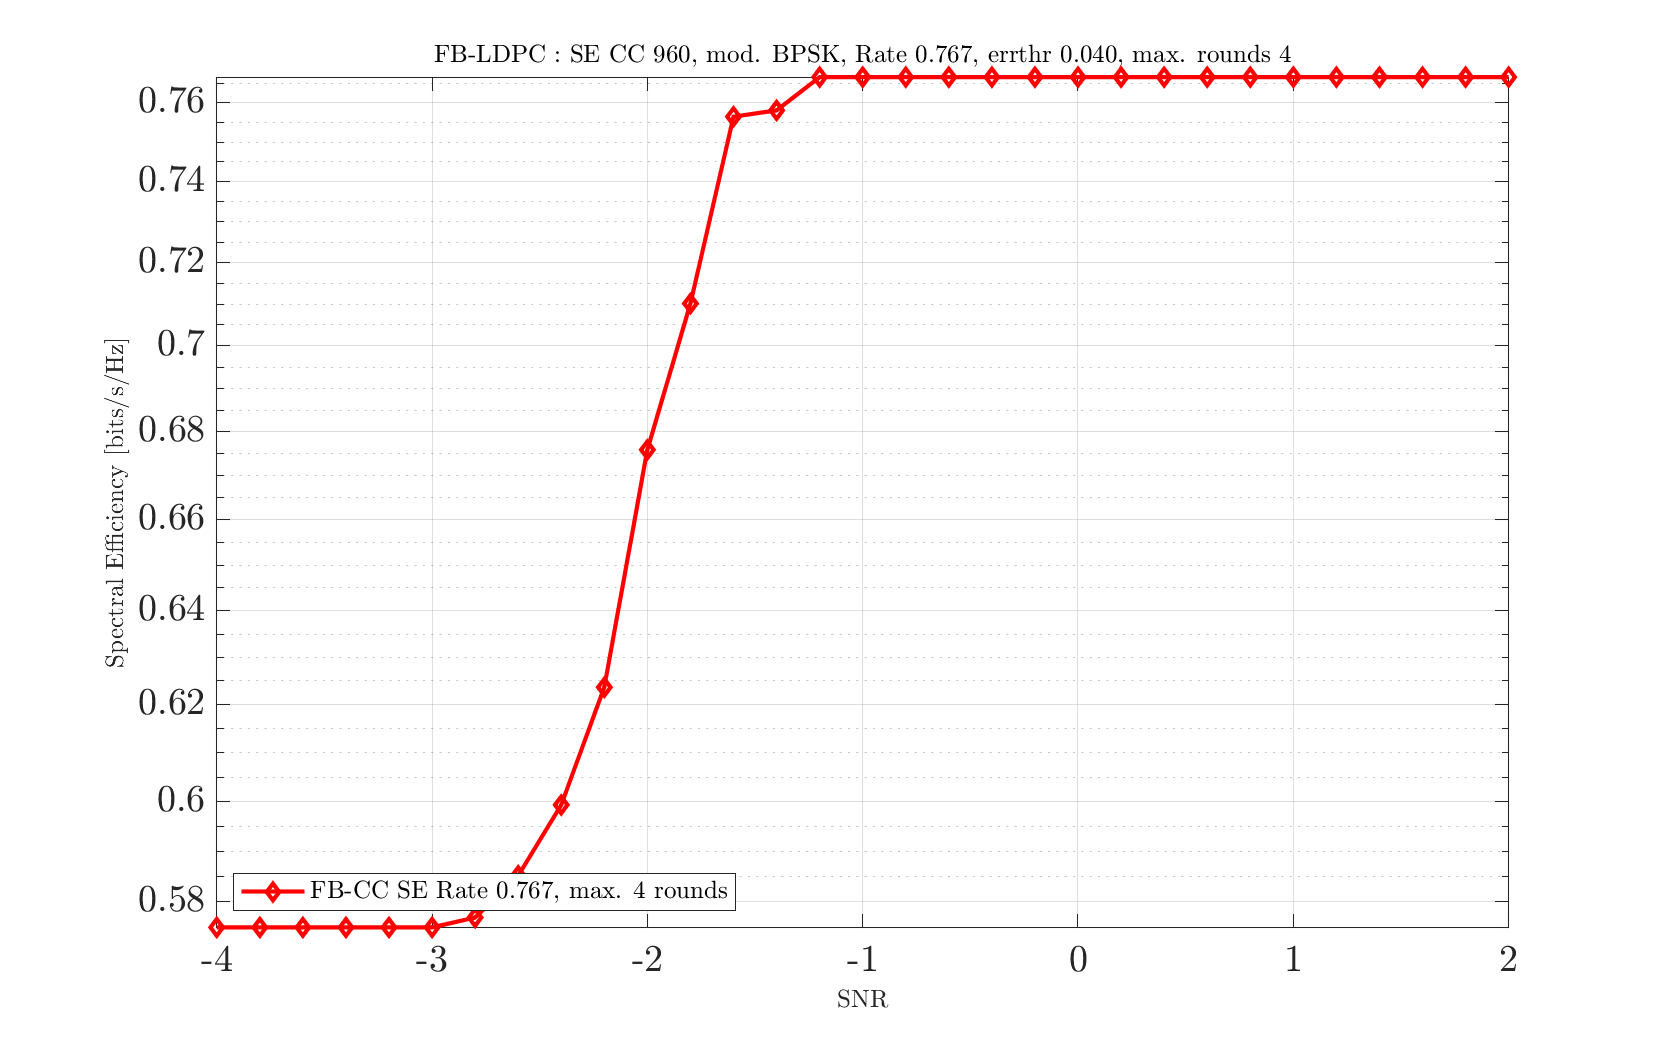 FB-LDPC : SE CC 960, mod. BPSK, Rate 0.767, errthr 0.040, max. rounds 4
0.76
0.74
0.72
0.7
0.68
0.66
0.64
0.62
0.6
0.58
Spectral Efficiency [bits/s/Hz]
FB-CC SE Rate 0.767, max. 4 rounds
-4 -3 -2 -1 0 1 2
SNR